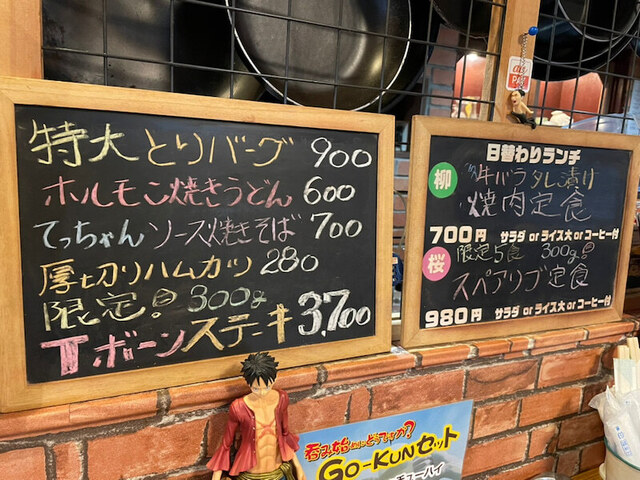 特大とりバーグ 900
ホルモン焼きうどん 600
てっちゃんソース焼きそば 700
厚切りハムカツ 280
限定! 300g
Tボーンステーキ 3,700
日替わりランチ
柳 牛バラタレ漬け
焼肉定食
700円 サラダ or ライス大 or コーヒー付
桜 限定5食 300g!
スペアリブ定食
980円 サラダ or ライス大 or コーヒー付
PAY
GO-KUNセット